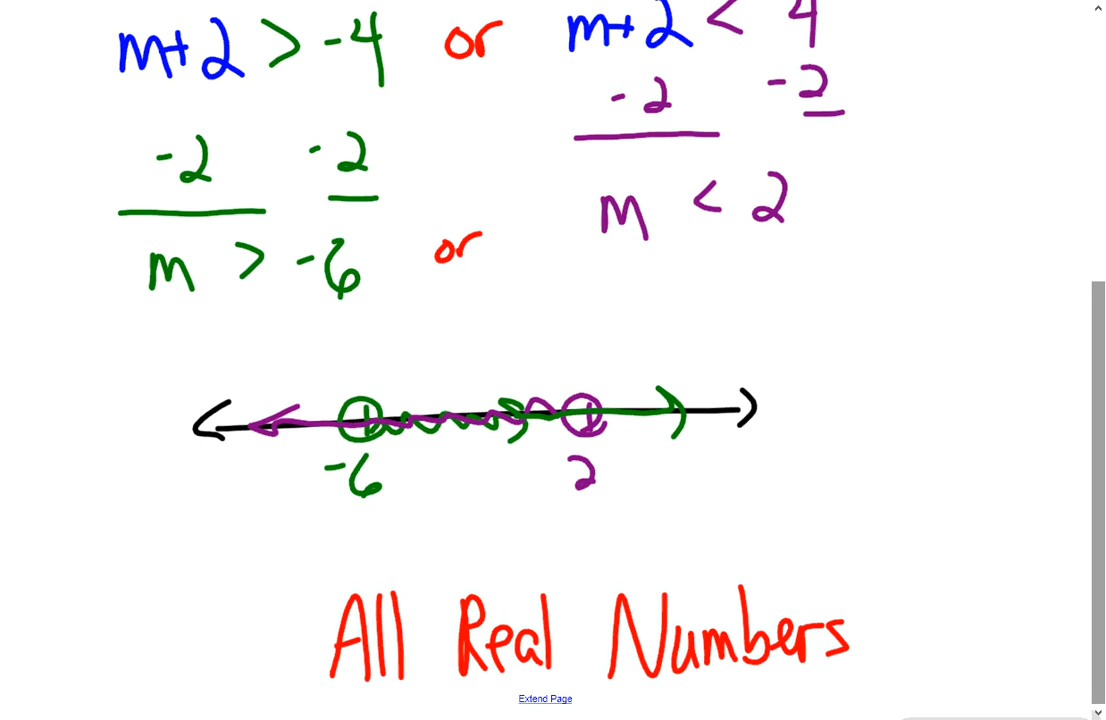 m+2 > -4 or m+2 < 4
-2 -2
-2 -2
m < 2
m > -6 or
-6 2
All Real Numbers
Extend Page